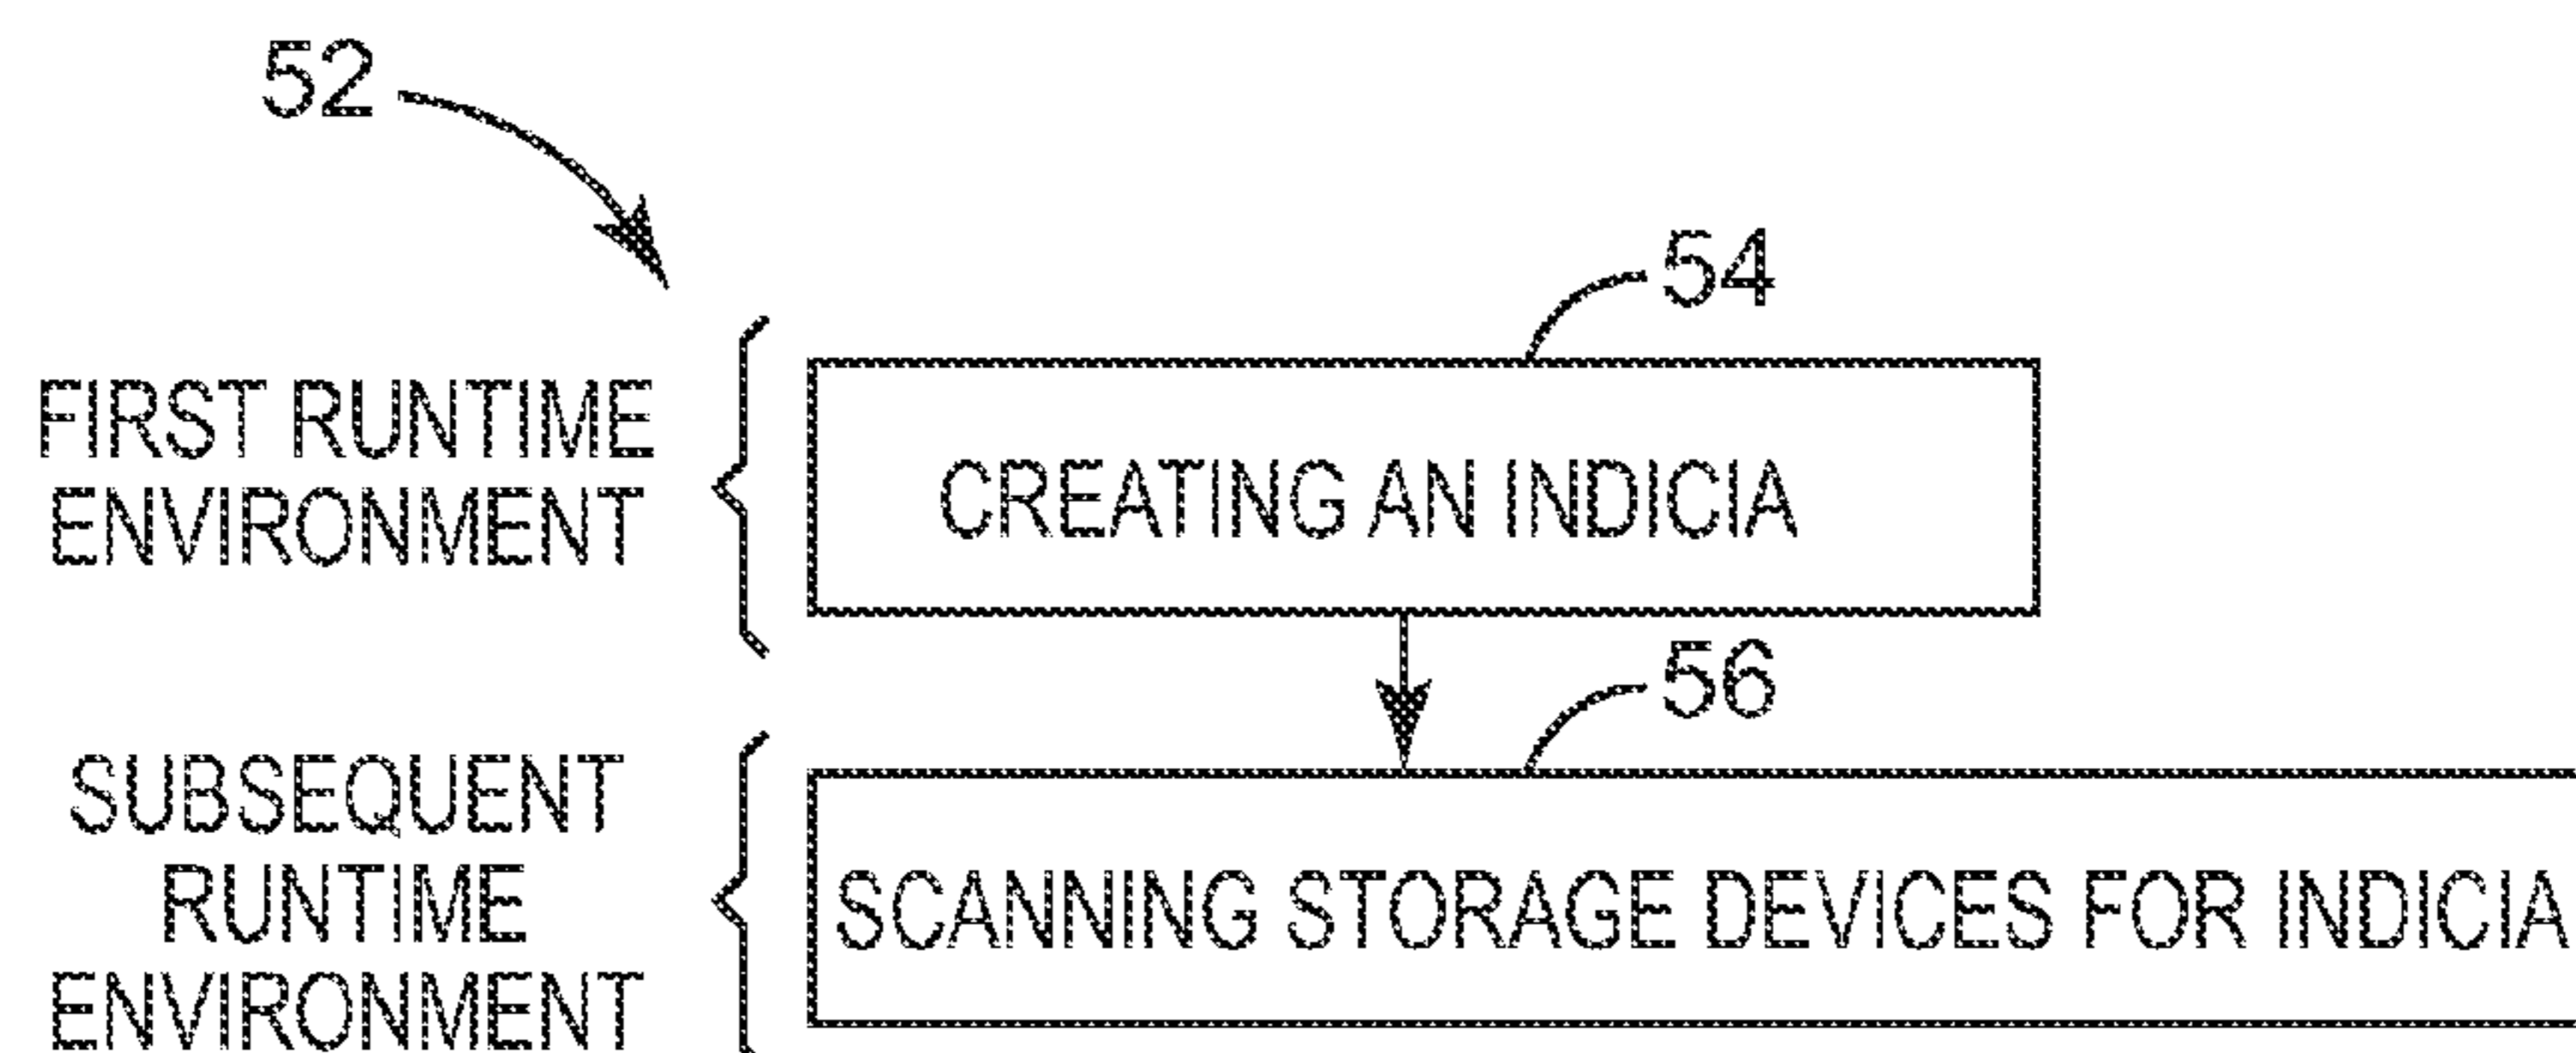 52
54
FIRST RUNTIME
ENVIRONMENT
CREATING AN INDICIA
56
SUBSEQUENT
RUNTIME
ENVIRONMENT
SCANNING STORAGE DEVICES FOR INDICIA